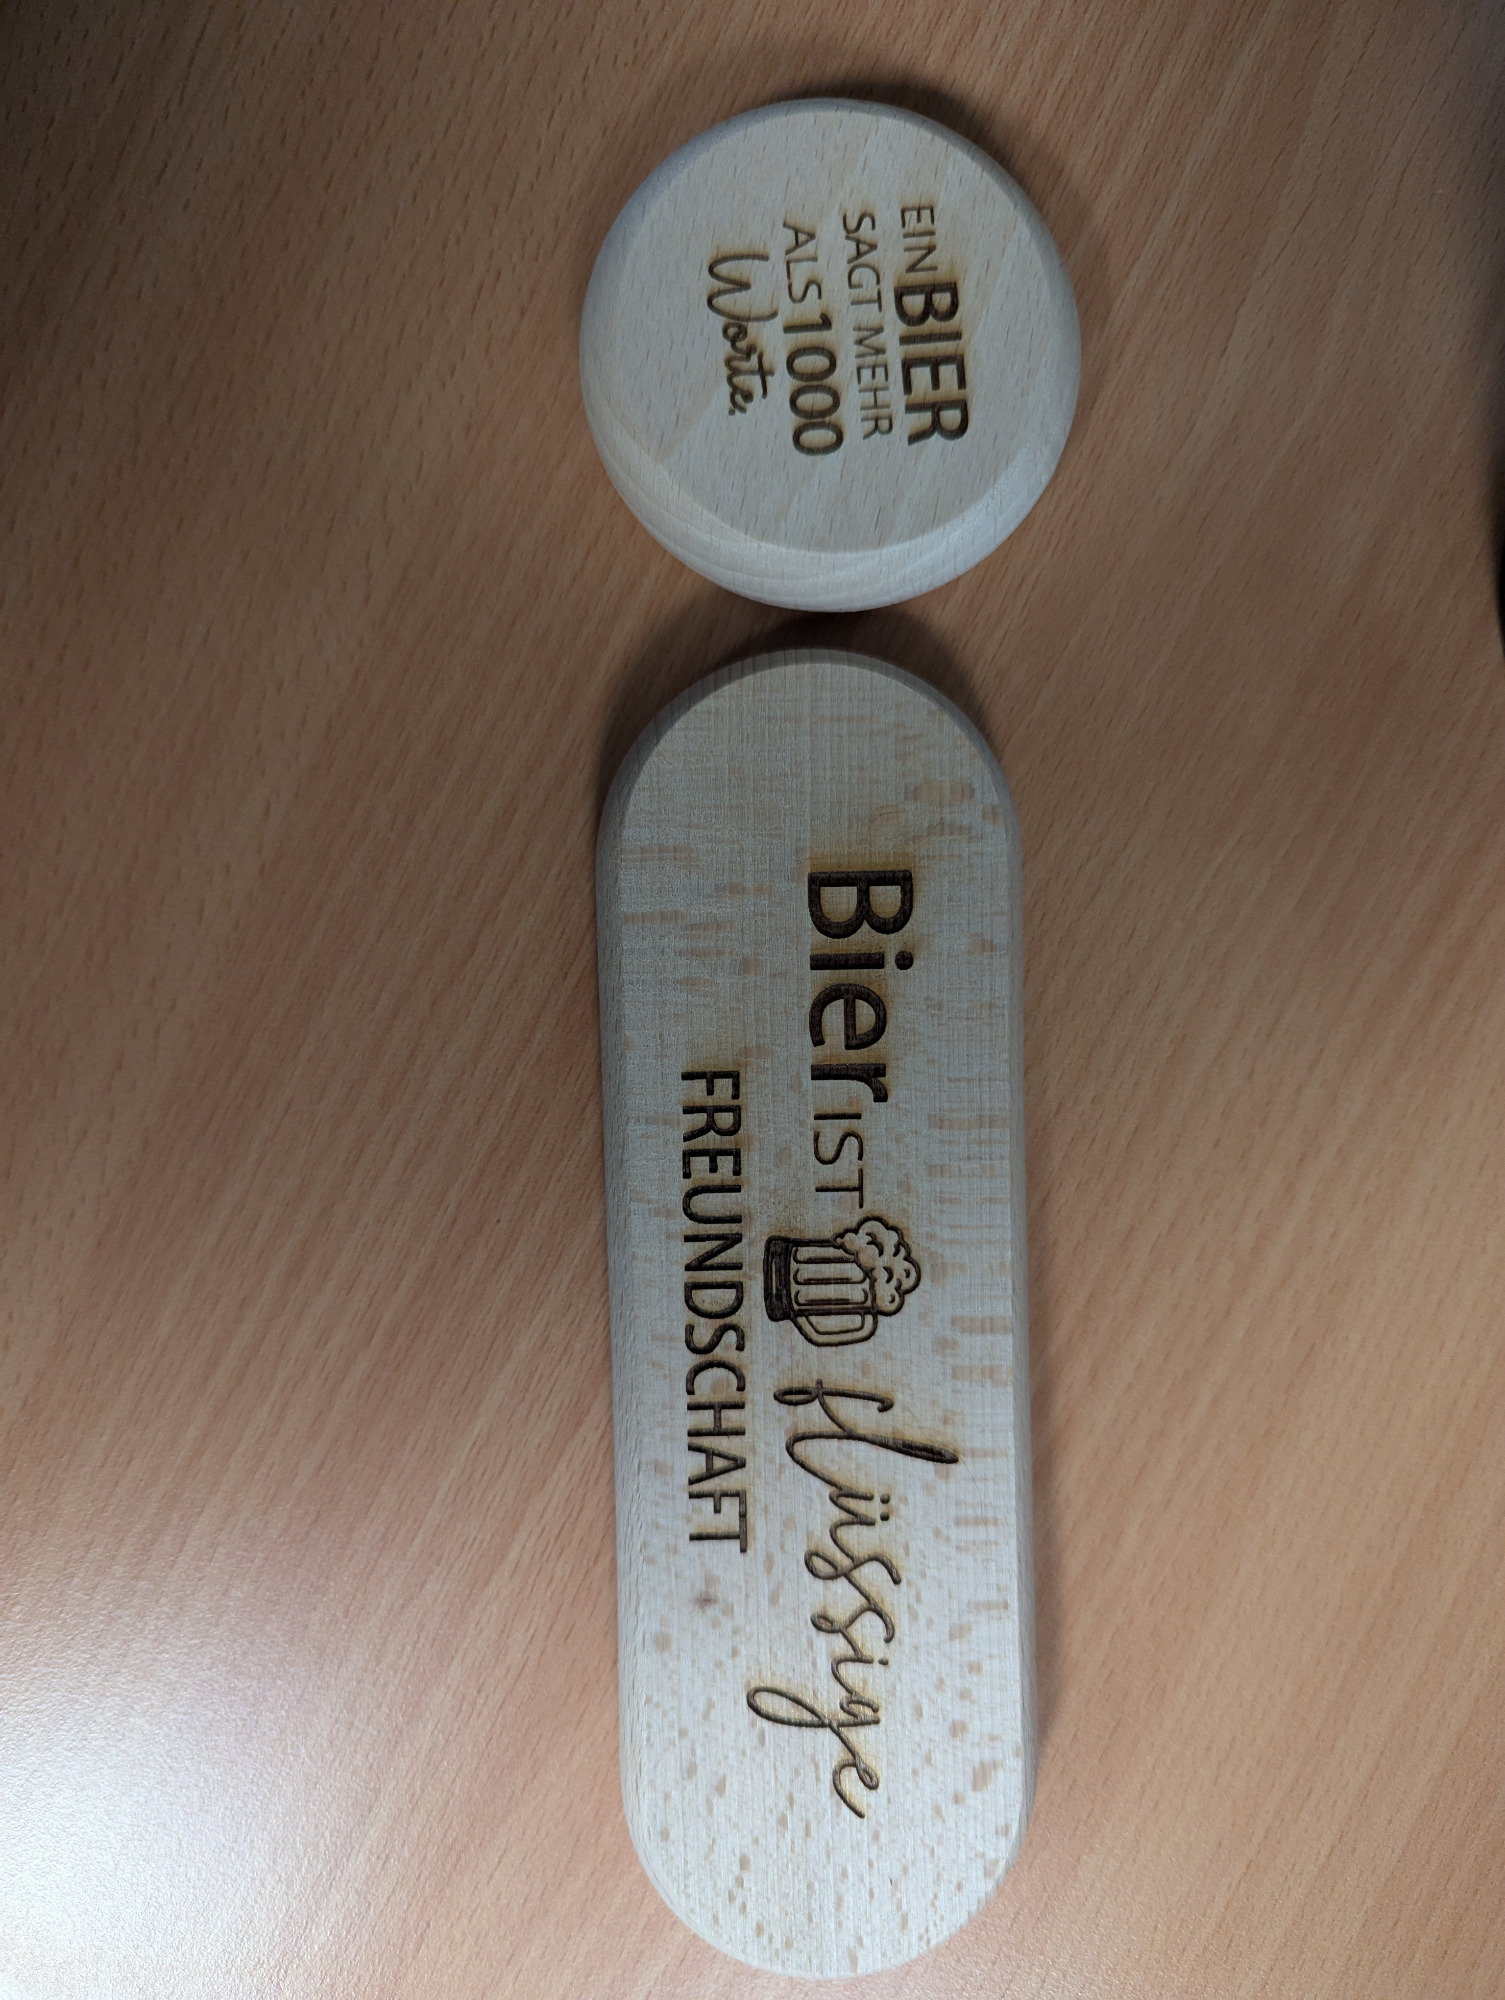 EIN BIER
SAGT MEHR
ALS 1000
Worte.
Bier IST flüssige
FREUNDSCHAFT